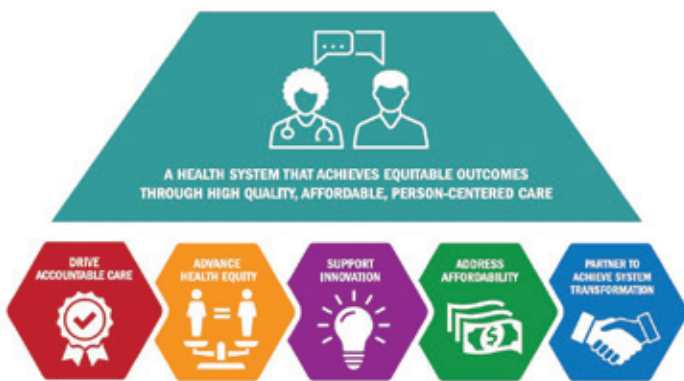 A HEALTH SYSTEM THAT ACHIEVES EQUITABLE OUTCOMES
THROUGH HIGH QUALITY, AFFORDABLE, PERSON-CENTERED CARE
DRIVE
ACCOUNTABLE CARE
ADVANCE
HEALTH EQUITY
SUPPORT
INNOVATION
ADDRESS
AFFORDABILITY
PARTNER TO
ACHIEVE SYSTEM
TRANSFORMATION